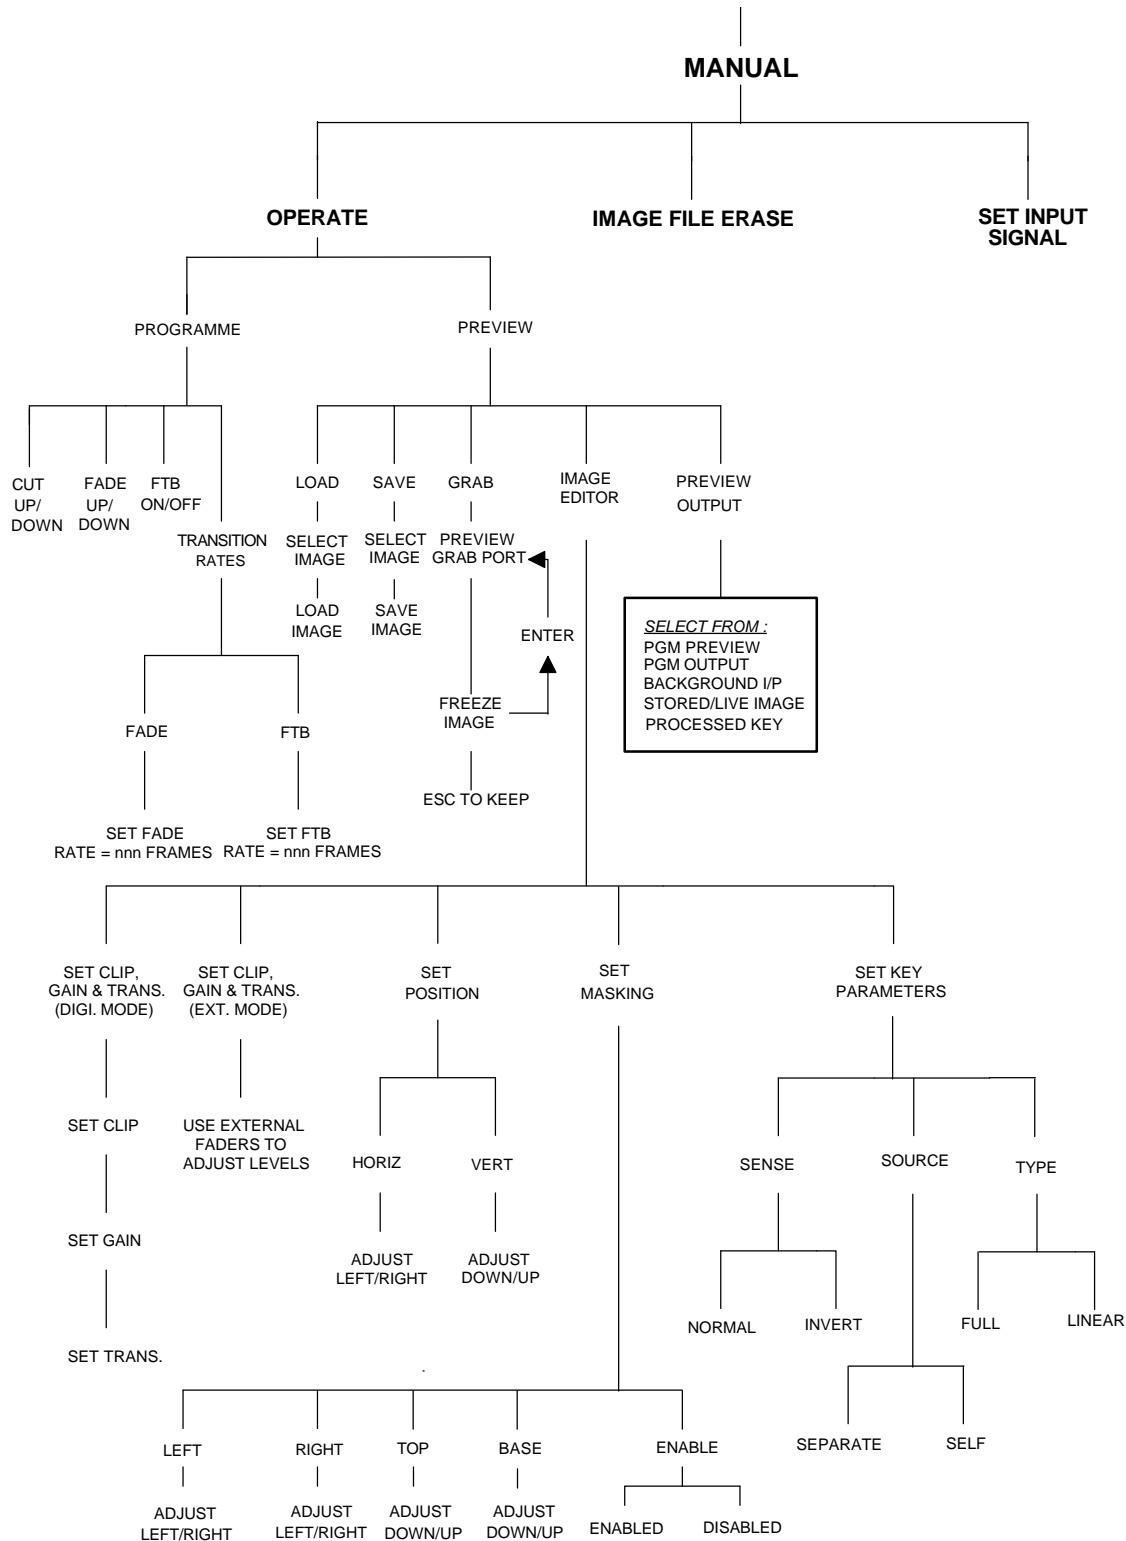 MANUAL
OPERATE
IMAGE FILE ERASE
SET INPUT
SIGNAL
PROGRAMME
PREVIEW
CUT
UP/
DOWN
FADE
UP/
DOWN
FTB
ON/OFF
TRANSITION
RATES
LOAD
SELECT
IMAGE
LOAD
IMAGE
SAVE
SELECT
IMAGE
SAVE
IMAGE
GRAB
PREVIEW
GRAB PORT
ENTER
FREEZE
IMAGE
ESC TO KEEP
IMAGE
EDITOR
PREVIEW
OUTPUT
SELECT FROM :
PGM PREVIEW
PGM OUTPUT
BACKGROUND I/P
STORED/LIVE IMAGE
PROCESSED KEY
FADE
FTB
SET FADE
RATE = nnn FRAMES
SET FTB
RATE = nnn FRAMES
SET CLIP,
GAIN & TRANS.
(DIGI. MODE)
SET CLIP,
GAIN & TRANS.
(EXT. MODE)
SET
POSITION
SET
MASKING
SET KEY
PARAMETERS
SET CLIP
SET GAIN
SET TRANS.
USE EXTERNAL
FADERS TO
ADJUST LEVELS
HORIZ
VERT
ADJUST
LEFT/RIGHT
ADJUST
DOWN/UP
SENSE
SOURCE
TYPE
NORMAL
INVERT
FULL
LINEAR
SEPARATE
SELF
LEFT
RIGHT
TOP
BASE
ENABLE
ADJUST
LEFT/RIGHT
ADJUST
LEFT/RIGHT
ADJUST
DOWN/UP
ADJUST
DOWN/UP
ENABLED
DISABLED